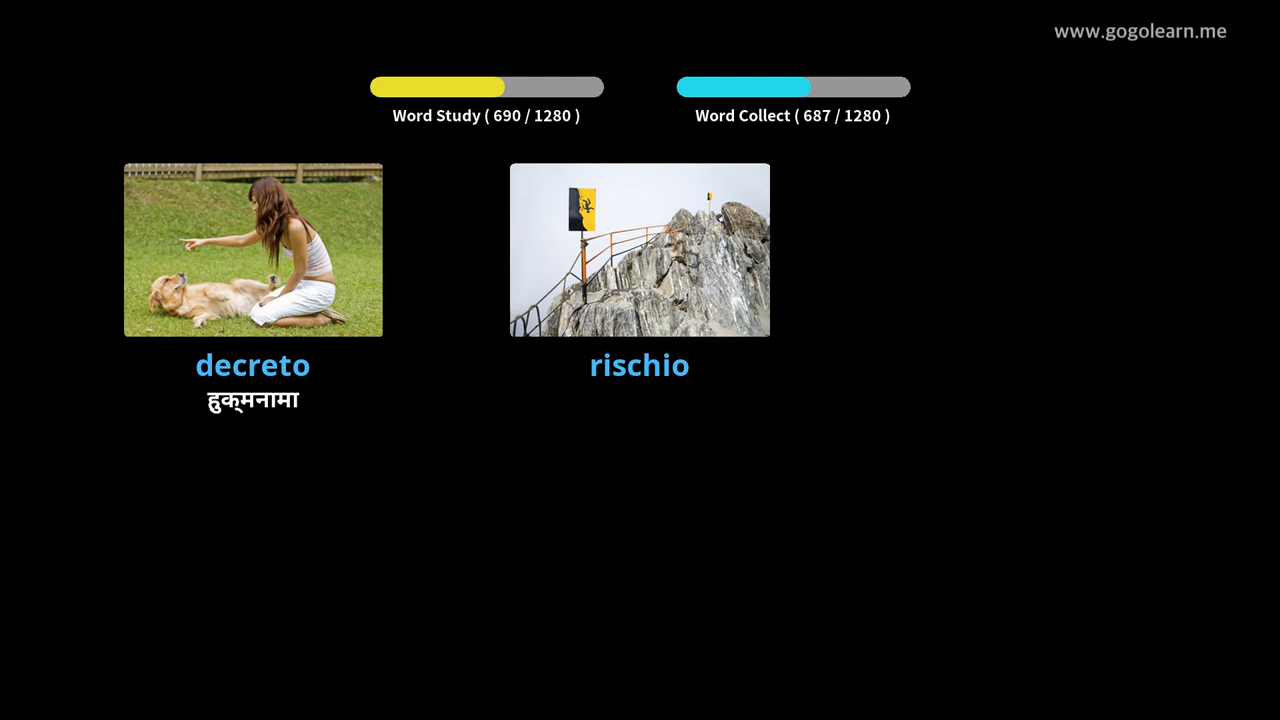 www.gogolearn.me
Word Study ( 690 / 1280 )
Word Collect ( 687 / 1280 )
decreto
rischio
हुक्‌मनामा